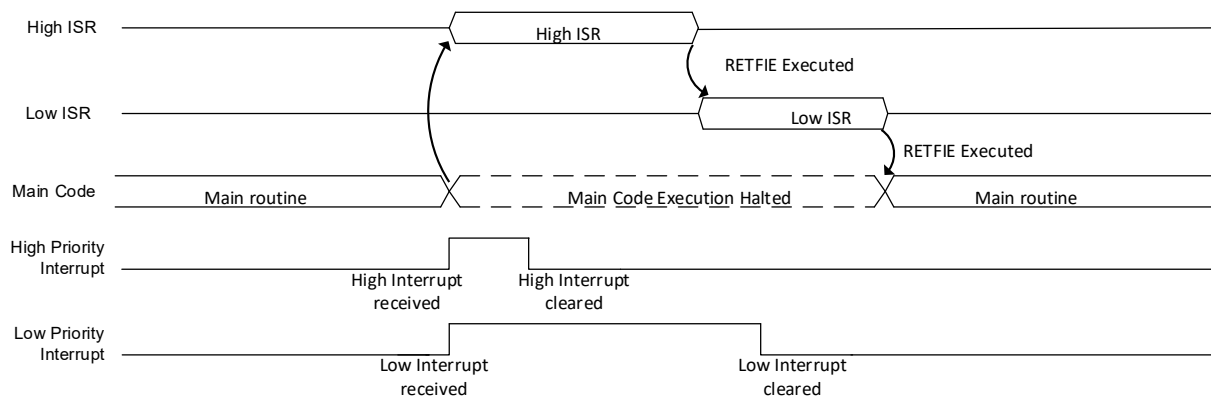 High ISR
High ISR
RETFIE Executed
Low ISR
Low ISR
RETFIE Executed
Main Code
Main routine
Main Code Execution Halted
Main routine
High Priority
Interrupt
High Interrupt
received
High Interrupt
cleared
Low Priority
Interrupt
Low Interrupt
received
Low Interrupt
cleared